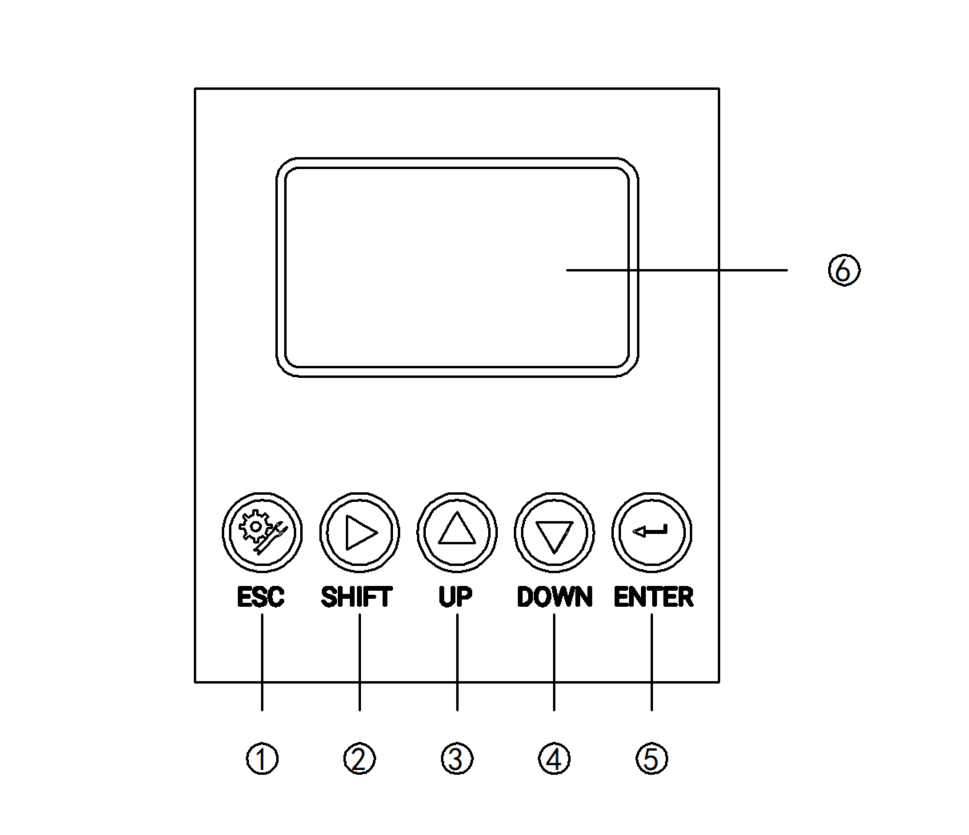 ⑥
ESC SHIFT UP DOWN ENTER
① ② ③ ④ ⑤